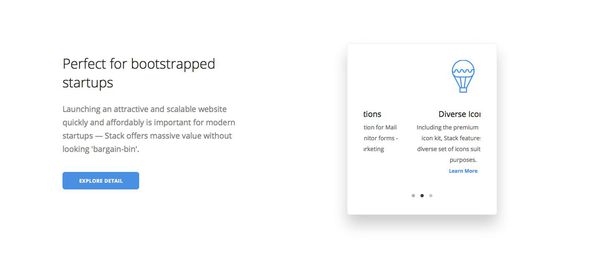 Perfect for bootstrapped
startups
Launching an attractive and scalable website
quickly and affordably is important for modern
startups — Stack offers massive value without
looking 'bargain-bin'.
EXPLORE DETAIL
tions
tion for Mail
nitor forms -
rketing
Diverse Icor
Including the premium
icon kit, Stack features
diverse set of icons suit
purposes.
Learn More